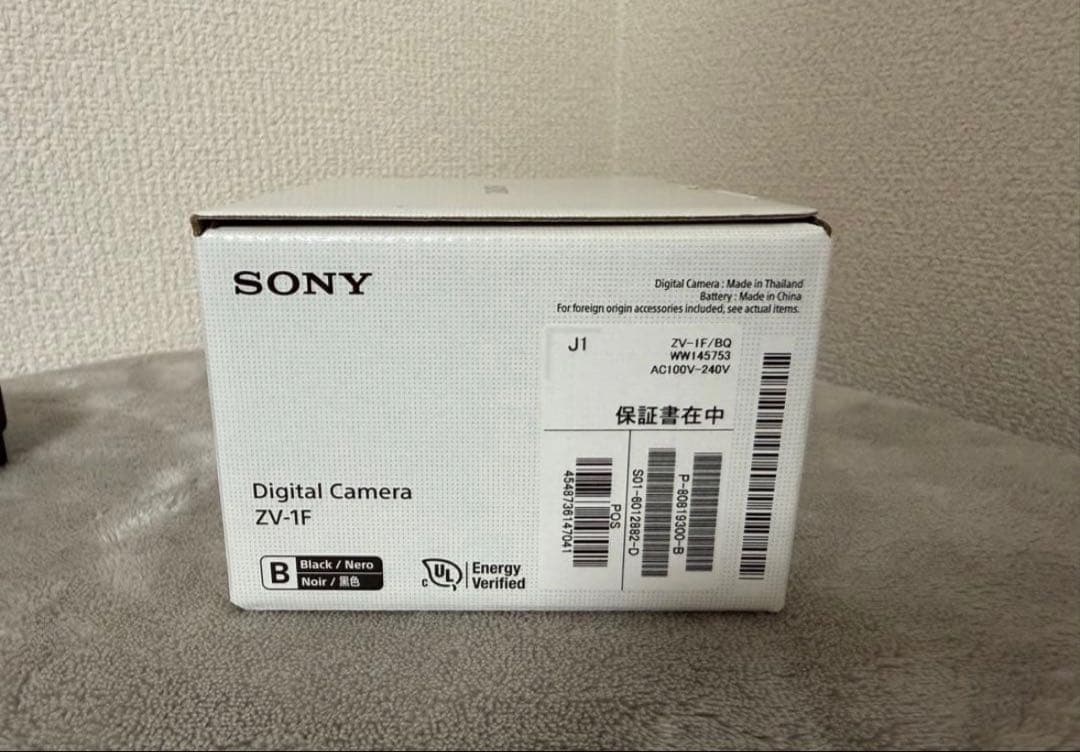 SONY
Digital Camera : Made in Thailand
Battery : Made in China
For foreign origin accessories included, see actual items.
J1
ZV-1F/BQ
WW145753
AC100V-240V
保証書在中
4548736147041
POS
S01-6012882-D
P-80819300-B
Digital Camera
ZV-1F
B
Black / Nero
Noir / 黒色
c UL
Energy
Verified